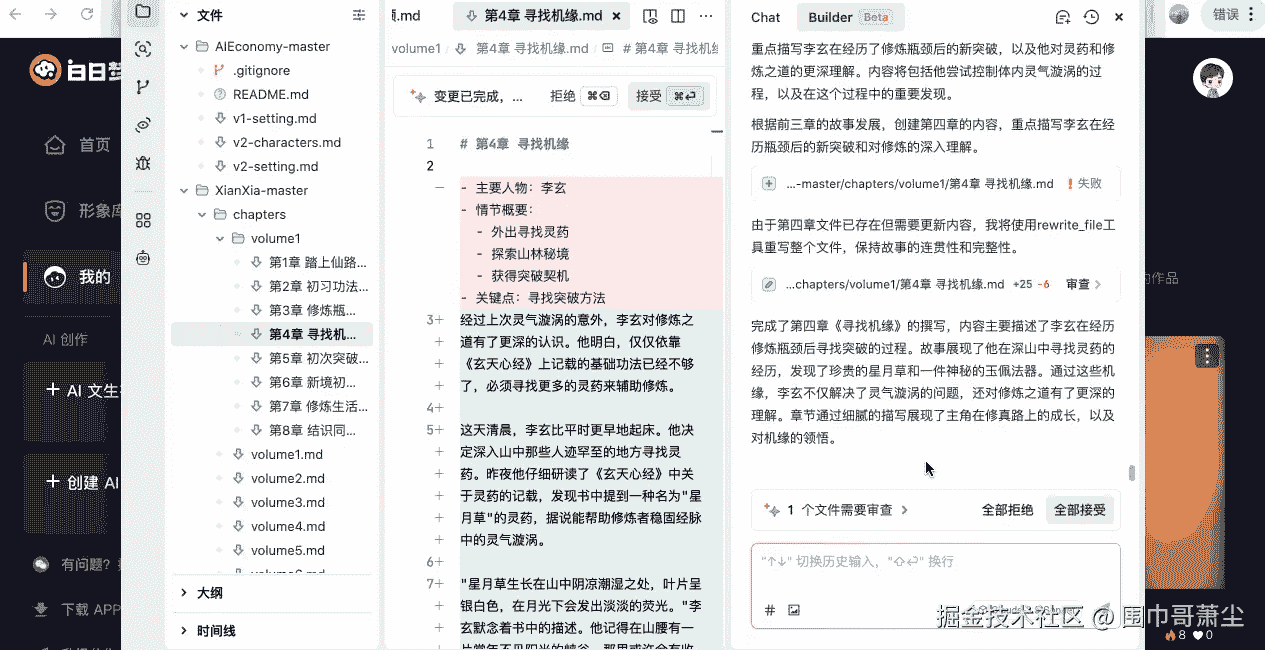 白日梦
首页
形象库
我的
AI 创作
AI 文生
创建 AI
有问题?
下载 APP
文件
AIEconomy-master
.gitignore
README.md
v1-setting.md
v2-characters.md
v2-setting.md
XianXia-master
chapters
volume1
第1章 踏上仙路...
第2章 初习功法...
第3章 修炼瓶...
第4章 寻找机...
第5章 初次突破...
第6章 新境初...
第7章 修炼生活...
第8章 结识同...
volume1.md
volume2.md
volume3.md
volume4.md
volume5.md
volume6.md
大纲
时间线
页.md
第4章 寻找机缘.md
volume1
第4章 寻找机缘.md
# 第4章 寻找机缘
变更已完成，...
拒绝
接受
1 # 第4章 寻找机缘
2
- 主要人物：李玄
- 情节概要：
- 外出寻找灵药
- 探索山林秘境
- 获得突破契机
- 关键点：寻找突破方法
3+ 经过上次灵气漩涡的意外，李玄对修炼之
+ 道有了更深的认识。他明白，仅仅依靠
+ 《玄天心经》上记载的基础功法已经不够
+ 了，必须寻找更多的灵药来辅助修炼。
4+
5+ 这天清晨，李玄比平时更早地起床。他决
+ 定深入山中那些人迹罕至的地方寻找灵
+ 药。昨夜他仔细研读了《玄天心经》中关
+ 于灵药的记载，发现书中提到一种名为"星
+ 月草"的灵药，据说能帮助修炼者稳固经脉
+ 中的灵气漩涡。
6+
7+ "星月草生长在山中阴凉潮湿之处，叶片呈
+ 银白色，在月光下会发出淡淡的荧光。"李
+ 玄默念着书中的描述。他记得在山腰有一
Chat
Builder Beta
重点描写李玄在经历了修炼瓶颈后的新突破，以及他对灵药和修
炼之道的更深理解。内容将包括他尝试控制体内灵气漩涡的过
程，以及在这个过程中的重要发现。
根据前三章的故事发展，创建第四章的内容，重点描写李玄在经
历瓶颈后的新突破和对修炼的深入理解。
...-master/chapters/volume1/第4章 寻找机缘.md
失败
由于第四章文件已存在但需要更新内容，我将使用rewrite_file工
具重写整个文件，保持故事的连贯性和完整性。
...chapters/volume1/第4章 寻找机缘.md +25 -6 审查
完成了第四章《寻找机缘》的撰写，内容主要描述了李玄在经历
修炼瓶颈后寻找突破的过程。故事展现了他在深山中寻找灵药的
经历，发现了珍贵的星月草和一件神秘的玉佩法器。通过这些机
缘，李玄不仅解决了灵气漩涡的问题，还对修炼之道有了更深的
理解。章节通过细腻的描写展现了主角在修真路上的成长，以及
对机缘的领悟。
1 个文件需要审查
全部拒绝
全部接受
"↑↓" 切换历史输入，"⇧⏎" 换行
#
错误
的作品
掘金技术社区 @ 围巾哥萧尘
8 0